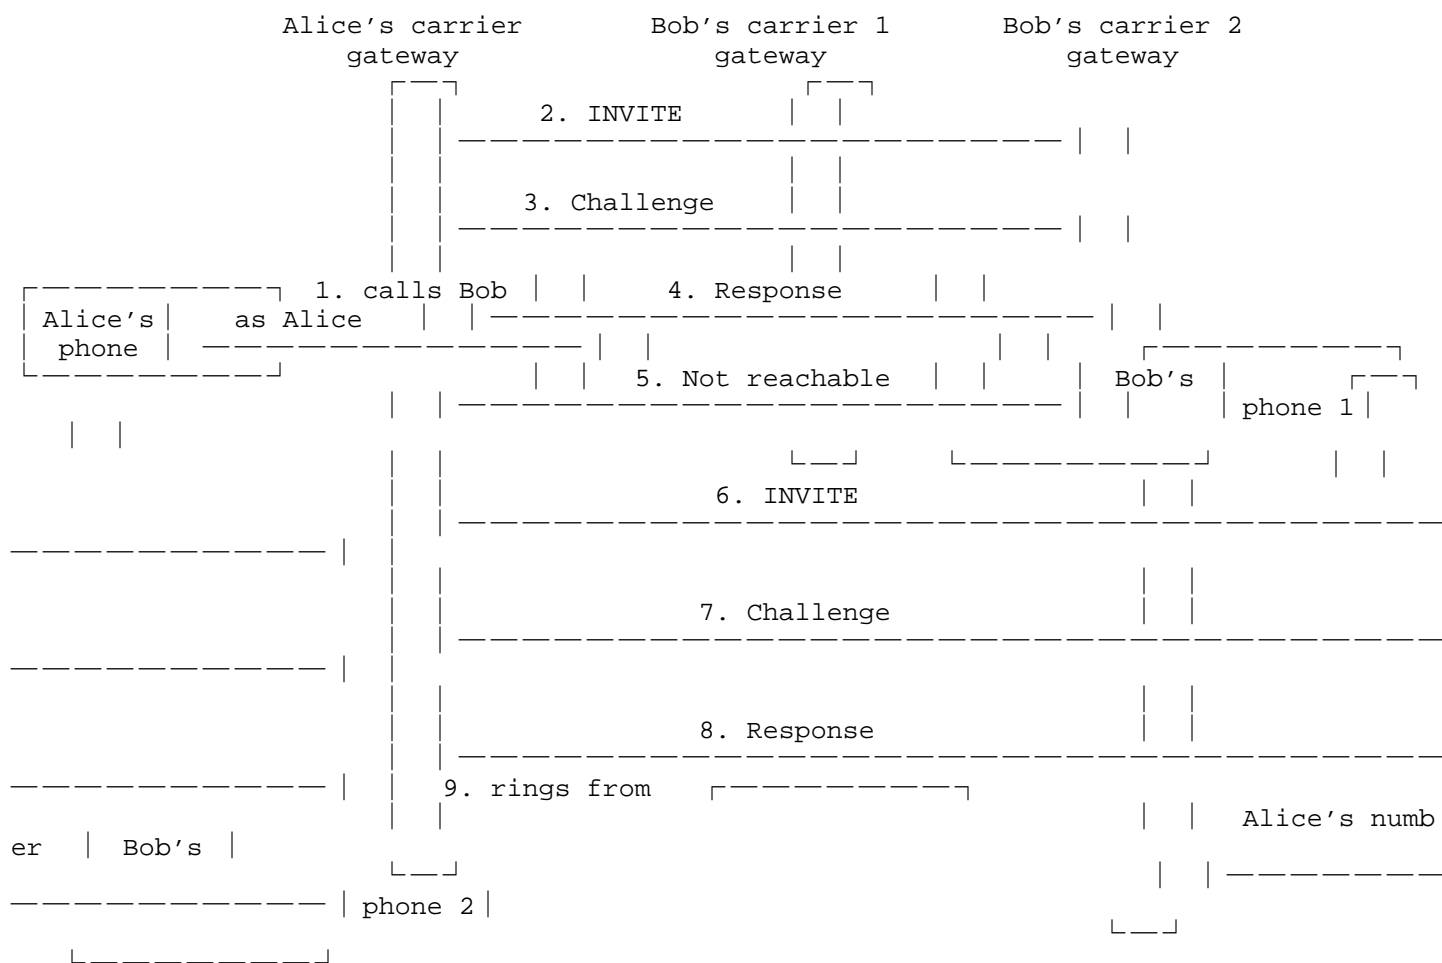 Alice's carrier Bob's carrier 1 Bob's carrier 2
gateway gateway gateway
2. INVITE
3. Challenge
1. calls Bob 4. Response
Alice's as Alice
phone
5. Not reachable Bob's
phone 1
6. INVITE
7. Challenge
8. Response
9. rings from
Alice's numb
er Bob's
phone 2